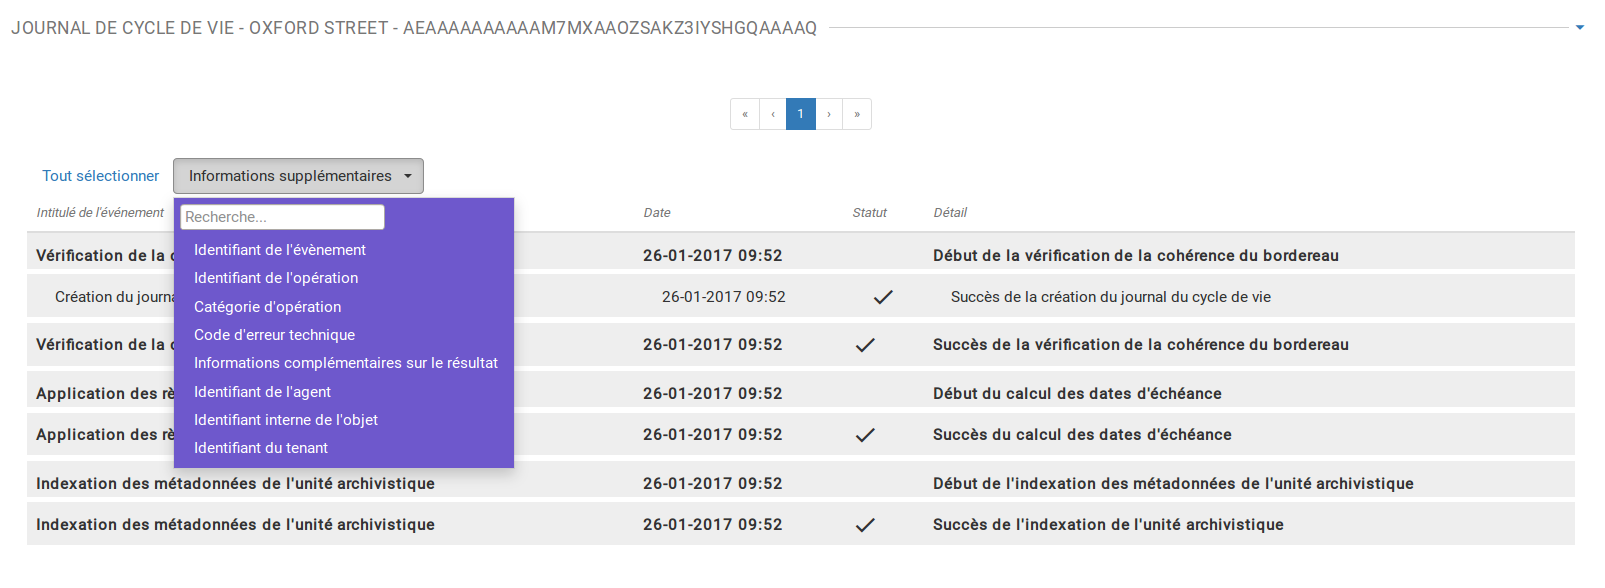 JOURNAL DE CYCLE DE VIE - OXFORD STREET - AEAAAAAAAAAAM7MXAAOZSAKZ3IYSHGQAAAAQ
« ‹ 1 › »
Tout sélectionner Informations supplémentaires
Intitulé de l'événement Date Statut Détail
Recherche...
Identifiant de l'évènement
Identifiant de l'opération
Catégorie d'opération
Code d'erreur technique
Informations complémentaires sur le résultat
Identifiant de l'agent
Identifiant interne de l'objet
Identifiant du tenant
Vérification de la 26-01-2017 09:52 Début de la vérification de la cohérence du bordereau
Création du 26-01-2017 09:52 Succès de la création du journal du cycle de vie
Vérification de la 26-01-2017 09:52 Succès de la vérification de la cohérence du bordereau
Application des 26-01-2017 09:52 Début du calcul des dates d'échéance
Application des 26-01-2017 09:52 Succès du calcul des dates d'échéance
Indexation des métadonnées de l'unité archivistique 26-01-2017 09:52 Début de l'indexation des métadonnées de l'unité archivistique
Indexation des métadonnées de l'unité archivistique 26-01-2017 09:52 Succès de l'indexation de l'unité archivistique